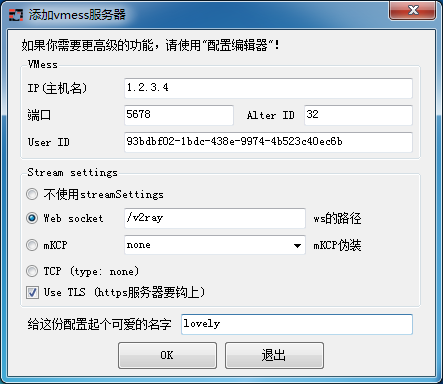 添加vmess服务器
如果你需要更高级的功能，请使用"配置编辑器"！
VMess
IP(主机名) 1.2.3.4
端口 5678 Alter ID 32
User ID 93bdbf02-1bdc-438e-9974-4b523c40ec6b
Stream settings
不使用streamSettings
Web socket /v2ray ws的路径
mKCP none mKCP伪装
TCP (type: none)
Use TLS (https服务器要钩上)
给这份配置起个可爱的名字 lovely
OK 退出